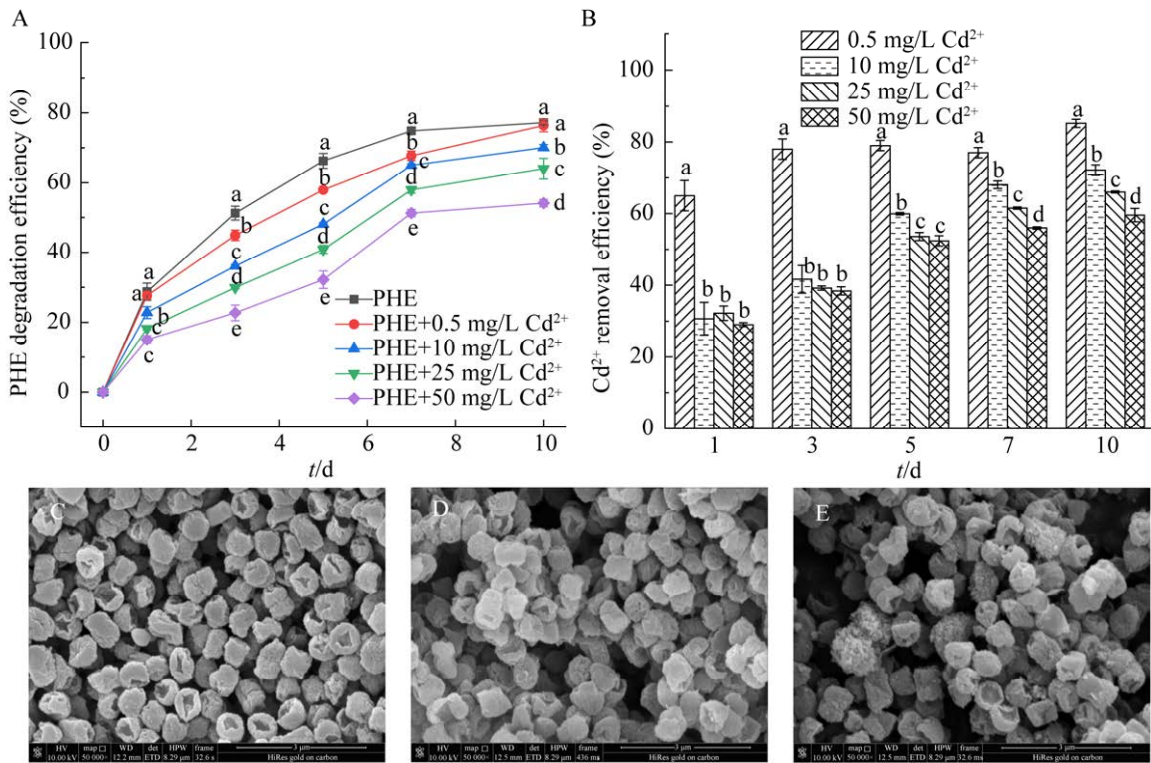 A
PHE degradation efficiency (%)
100
80
60
40
20
0
a
a
a
a
a
a
b
b
b
a
b
c
c
c
b
b
d
d
d
c
c
c
e
e
e
d
PHE
PHE+0.5 mg/L Cd²⁺
PHE+10 mg/L Cd²⁺
PHE+25 mg/L Cd²⁺
PHE+50 mg/L Cd²⁺
0 2 4 6 8 10
t/d
B
Cd²⁺ removal efficiency (%)
0.5 mg/L Cd²⁺
10 mg/L Cd²⁺
25 mg/L Cd²⁺
50 mg/L Cd²⁺
100
80
60
40
20
0
a b b b
a b b b
a b c c
a b c d
a b c d
1 3 5 7 10
t/d
C
HV map □ WD det HPW frame 3 μm
10.00 kV 50 000× 12.2 mm ETD 8.29 μm 32.6 s HiRes gold on carbon
D
HV map □ WD det HPW frame 3 μm
10.00 kV 50 000× 12.5 mm ETD 8.29 μm 436 ms HiRes gold on carbon
E
HV map □ WD det HPW frame 3 μm
10.00 kV 50 000× 12.5 mm ETD 8.29 μm 32.6 ms HiRes gold on carbon